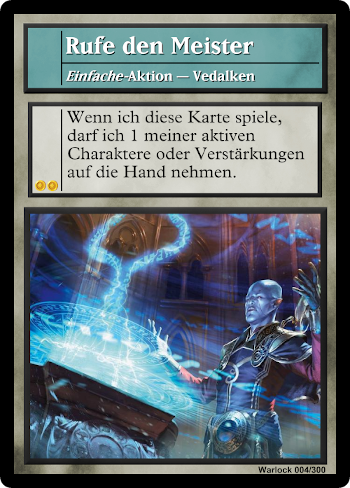 Rufe den Meister
Einfache-Aktion — Vedalken
Wenn ich diese Karte spiele,
darf ich 1 meiner aktiven
Charaktere oder Verstärkungen
auf die Hand nehmen.
Warlock 004/300